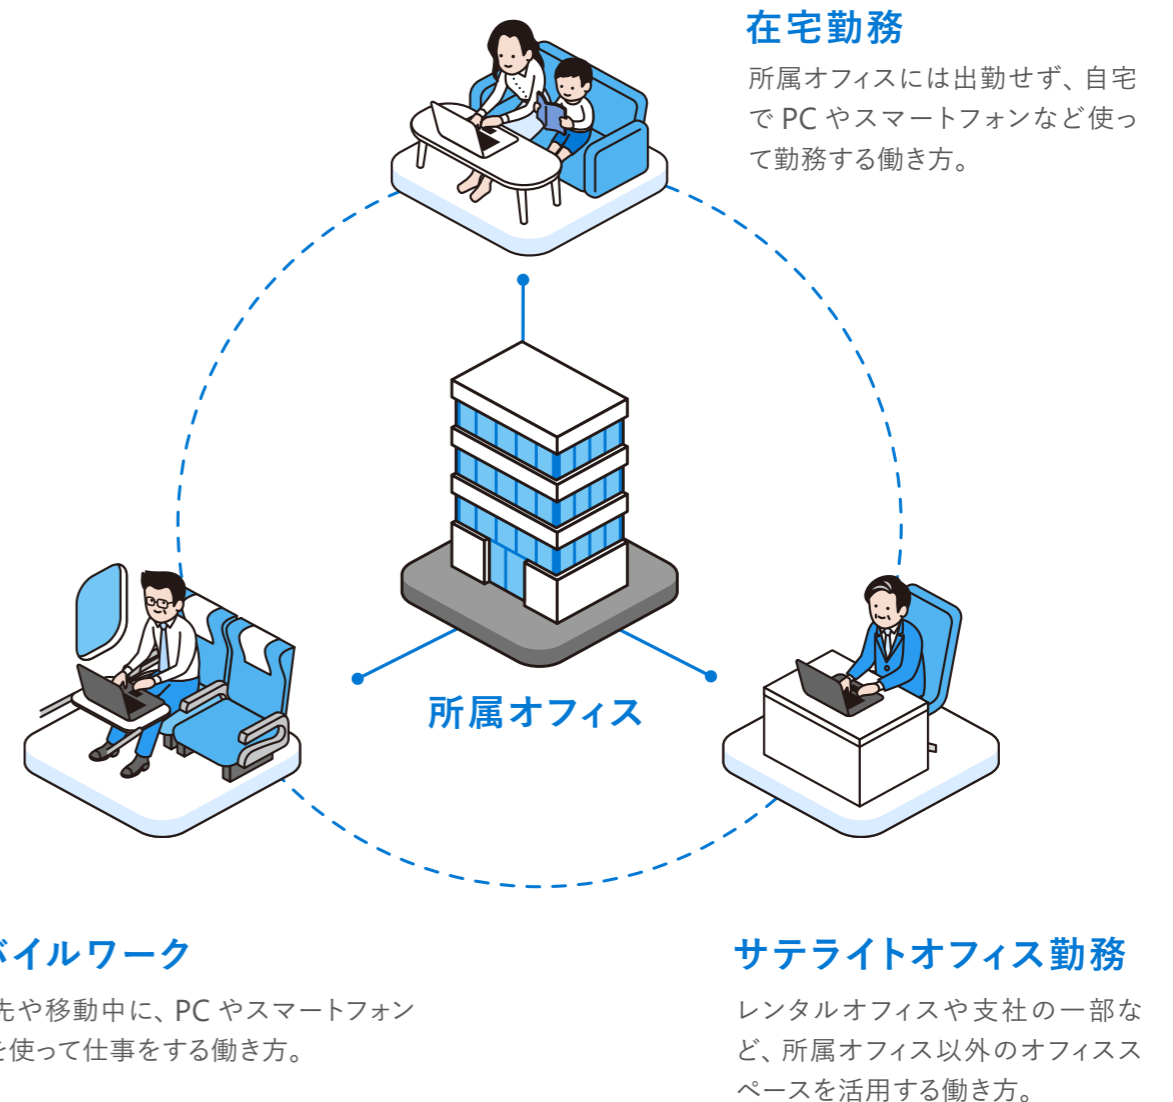 在宅勤務
所属オフィスには出勤せず、自宅
で PC やスマートフォンなど使っ
て勤務する働き方。
所属オフィス
バイルワーク
先や移動中に、PC やスマートフォン
を使って仕事をする働き方。
サテライトオフィス勤務
レンタルオフィスや支社の一部な
ど、所属オフィス以外のオフィスス
ペースを活用する働き方。